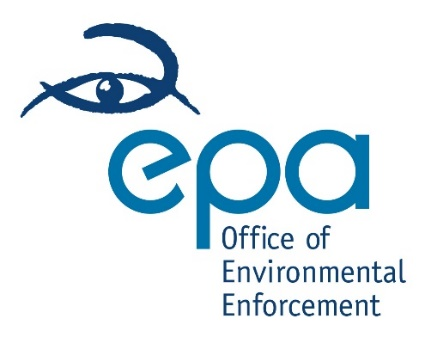 epa
Office of
Environmental
Enforcement